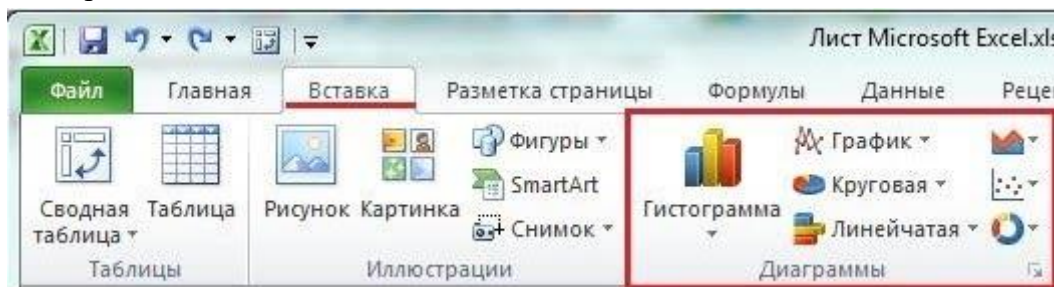 Лист Microsoft Excel.xls
Файл Главная Вставка Разметка страницы Формулы Данные Рецен
Сводная таблица
Таблица
Рисунок
Картинка
Фигуры
SmartArt
Снимок
Гистограмма
График
Круговая
Линейчатая
Таблицы Иллюстрации Диаграммы